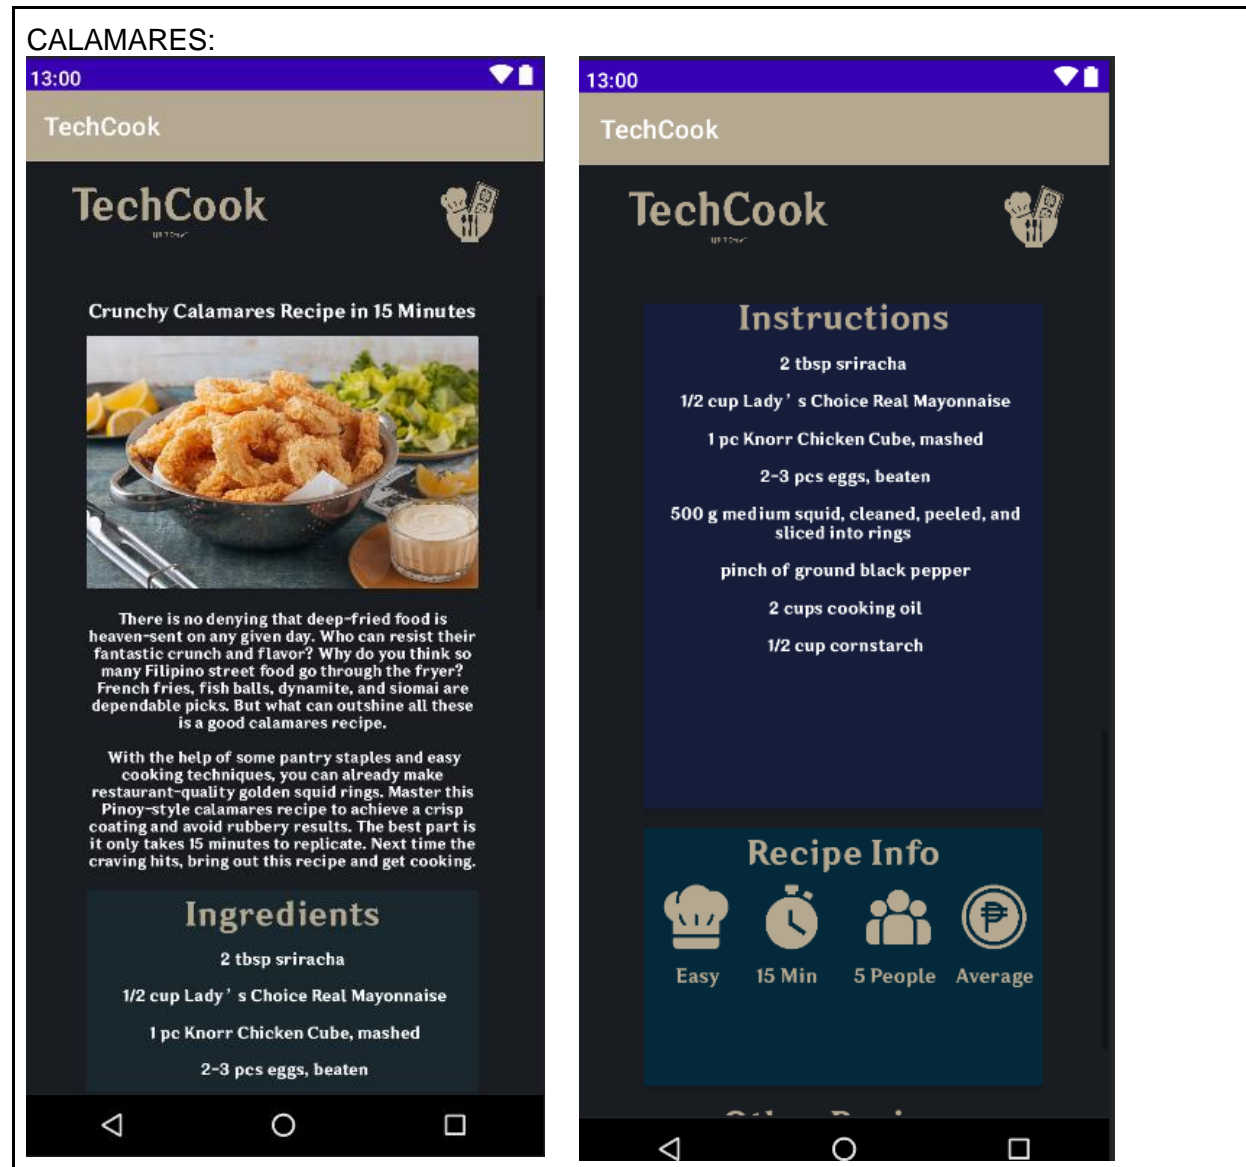 CALAMARES:
13:00
TechCook
TechCook
Crunchy Calamares Recipe in 15 Minutes
There is no denying that deep-fried food is
heaven-sent on any given day. Who can resist their
fantastic crunch and flavor? Why do you think so
many Filipino street food go through the fryer?
French fries, fish balls, dynamite, and siomai are
dependable picks. But what can outshine all these
is a good calamares recipe.
With the help of some pantry staples and easy
cooking techniques, you can already make
restaurant-quality golden squid rings. Master this
Pinoy-style calamares recipe to achieve a crisp
coating and avoid rubbery results. The best part is
it only takes 15 minutes to replicate. Next time the
craving hits, bring out this recipe and get cooking.
Ingredients
2 tbsp sriracha
1/2 cup Lady’s Choice Real Mayonnaise
1 pc Knorr Chicken Cube, mashed
2-3 pcs eggs, beaten
13:00
TechCook
TechCook
Instructions
2 tbsp sriracha
1/2 cup Lady’s Choice Real Mayonnaise
1 pc Knorr Chicken Cube, mashed
2-3 pcs eggs, beaten
500 g medium squid, cleaned, peeled, and
sliced into rings
pinch of ground black pepper
2 cups cooking oil
1/2 cup cornstarch
Recipe Info
Easy 15 Min 5 People Average